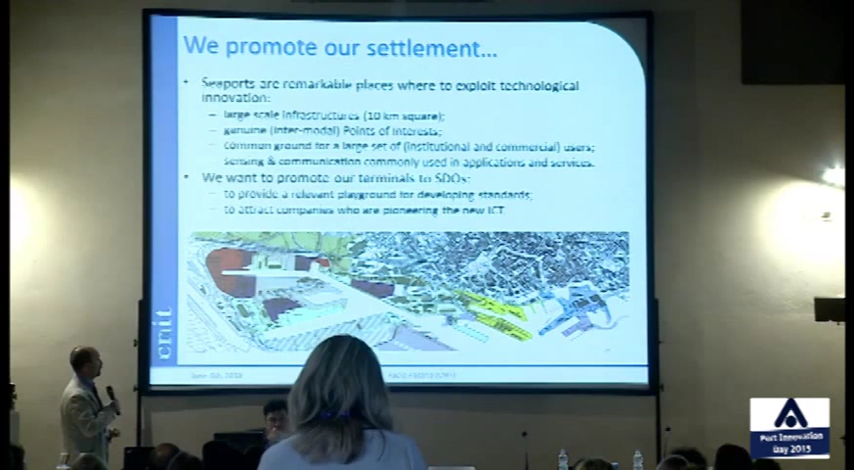 We promote our settlement...
• Seaports are remarkable places where to exploit technological
innovation:
– large scale infrastructures (10 km square);
– genuine (inter-modal) Points of Interests;
– common ground for a large set of (institutional and commercial) users;
– sensing & communication commonly used in applications and services.
• We want to promote our terminals to SDOs:
– to provide a relevant playground for developing standards;
– to attract companies who are pioneering the new ICT.
cnit
Port Innovation
Day 2015